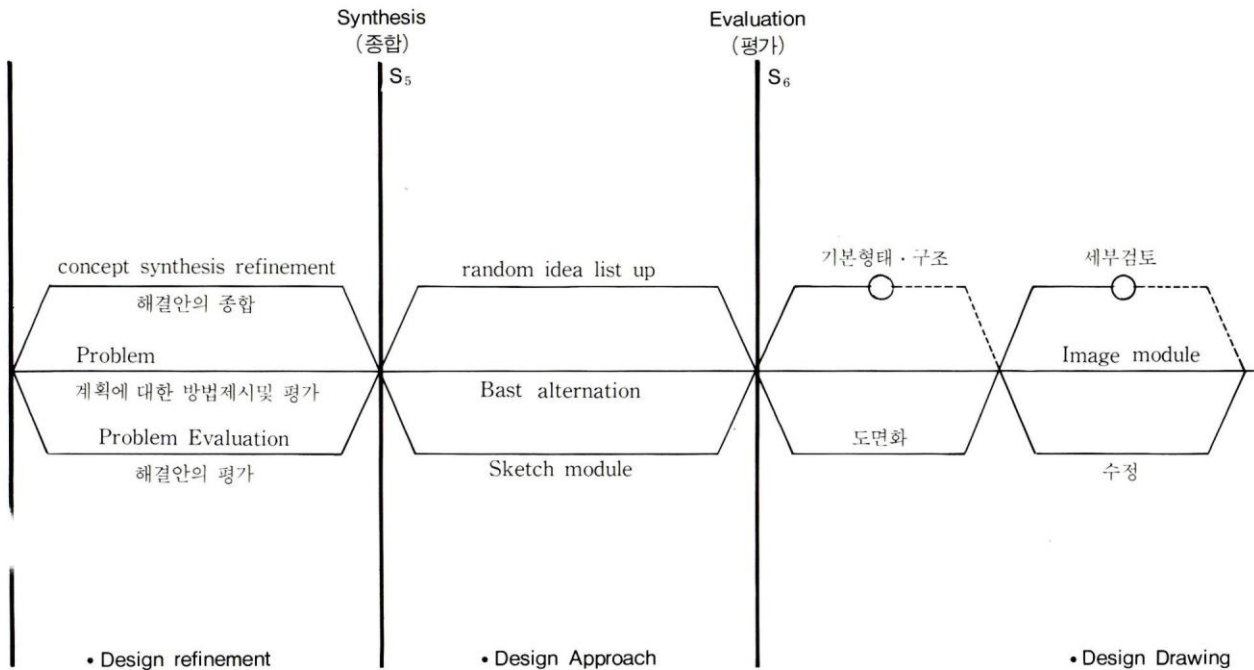 Synthesis
(종합)
S₅
Evaluation
(평가)
S₆
concept synthesis refinement
해결안의 종합
Problem
계획에 대한 방법제시및 평가
Problem Evaluation
해결안의 평가
random idea list up
Bast alternation
Sketch module
기본형태 · 구조
도면화
세부검토
Image module
수정
• Design refinement
• Design Approach
• Design Drawing